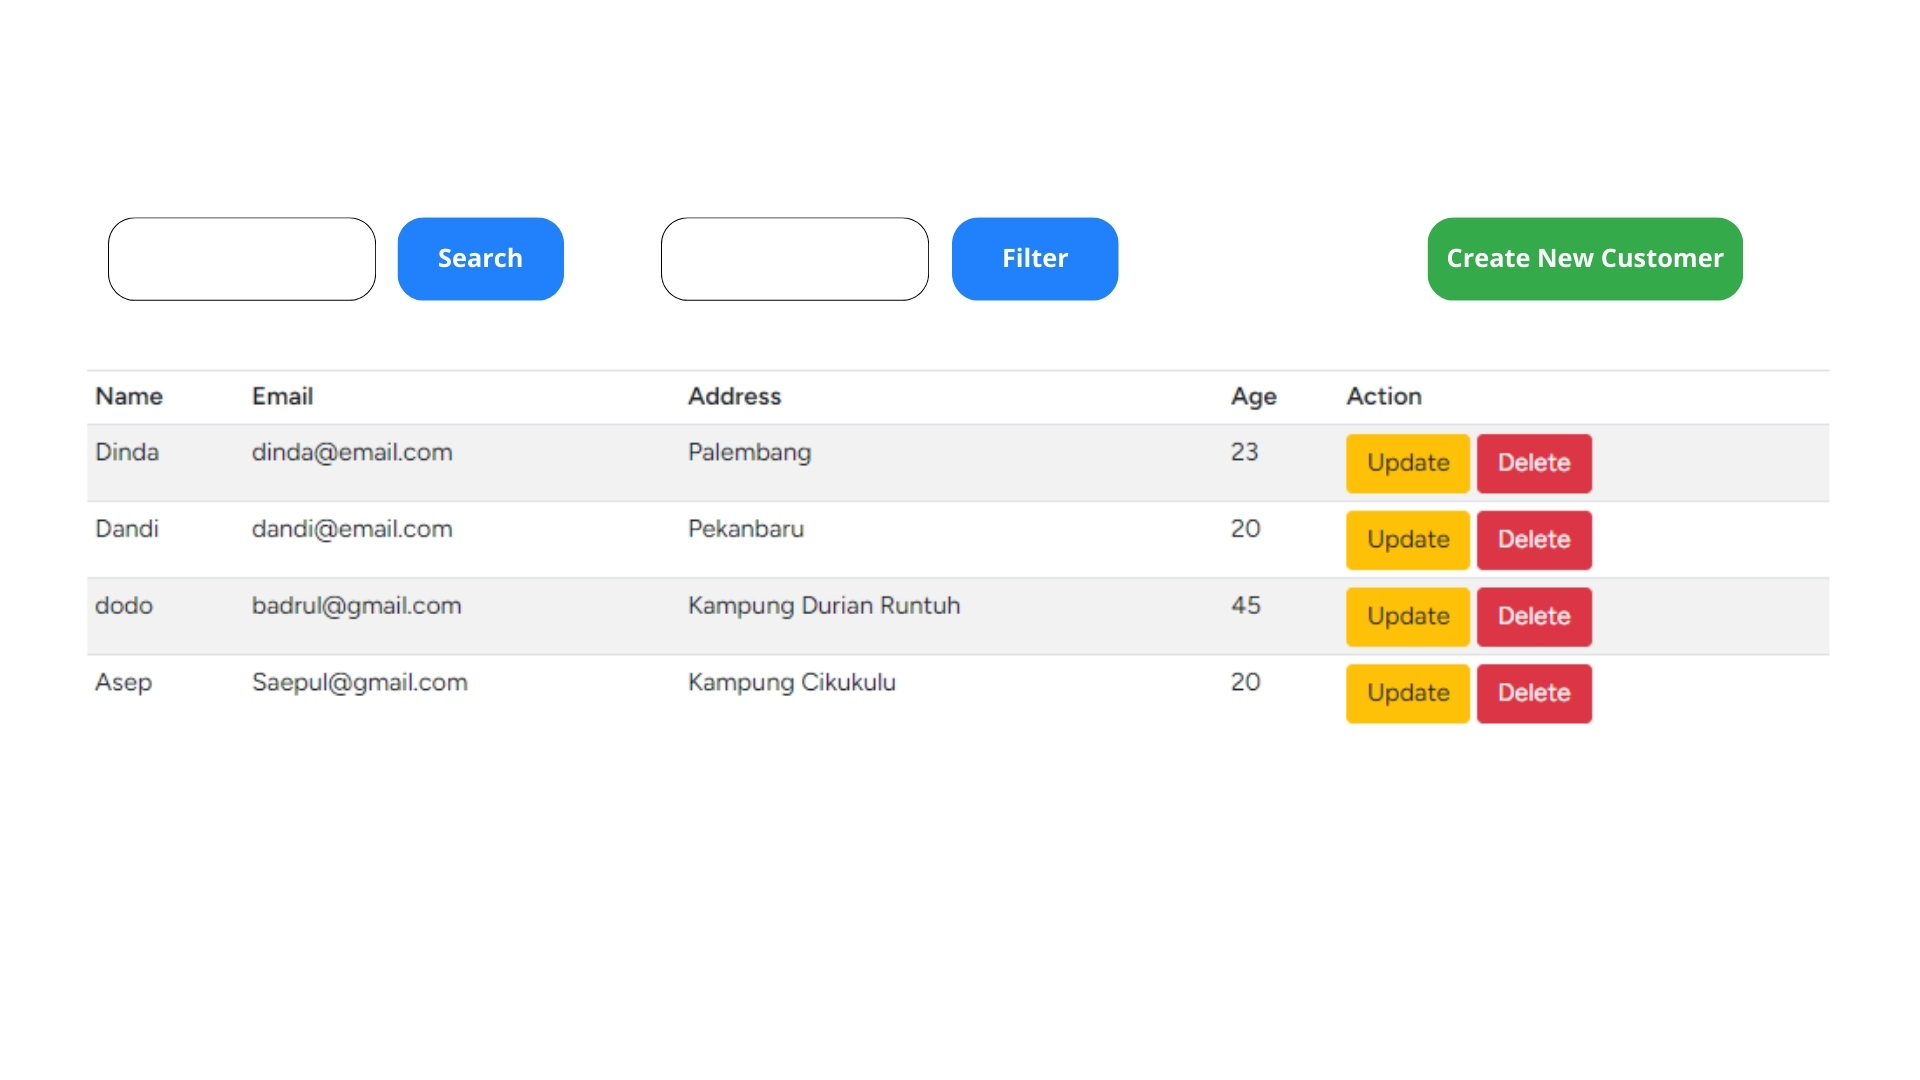 Search Filter Create New Customer
Name Email Address Age Action
Dinda dinda@email.com Palembang 23 Update Delete
Dandi dandi@email.com Pekanbaru 20 Update Delete
dodo badrul@gmail.com Kampung Durian Runtuh 45 Update Delete
Asep Saepul@gmail.com Kampung Cikukulu 20 Update Delete